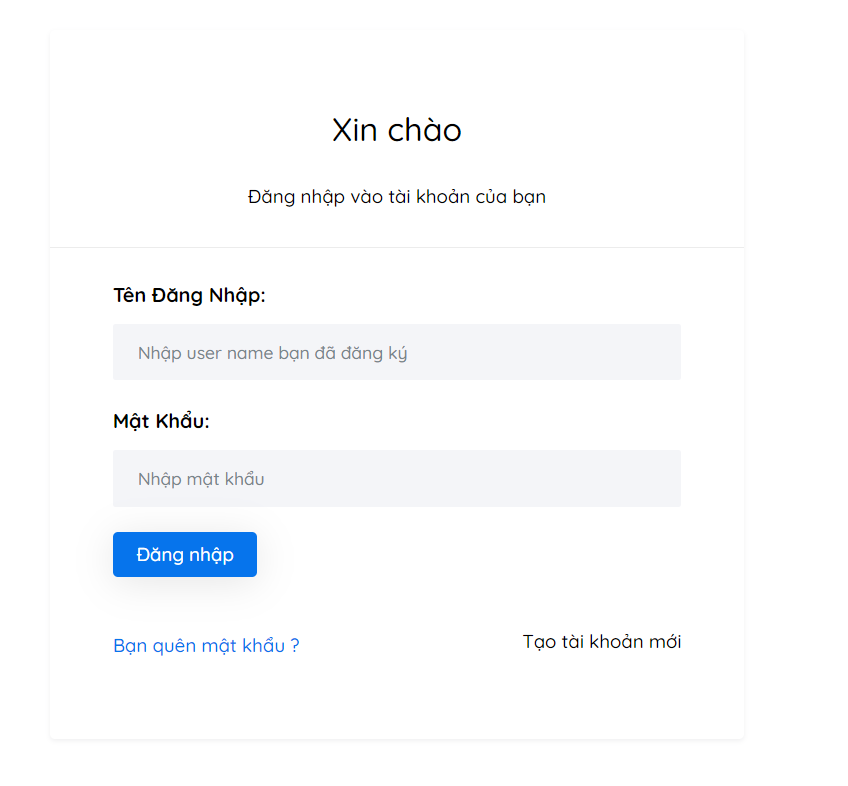 Xin chào
Đăng nhập vào tài khoản của bạn
Tên Đăng Nhập:
Nhập user name bạn đã đăng ký
Mật Khẩu:
Nhập mật khẩu
Đăng nhập
Bạn quên mật khẩu ?
Tạo tài khoản mới